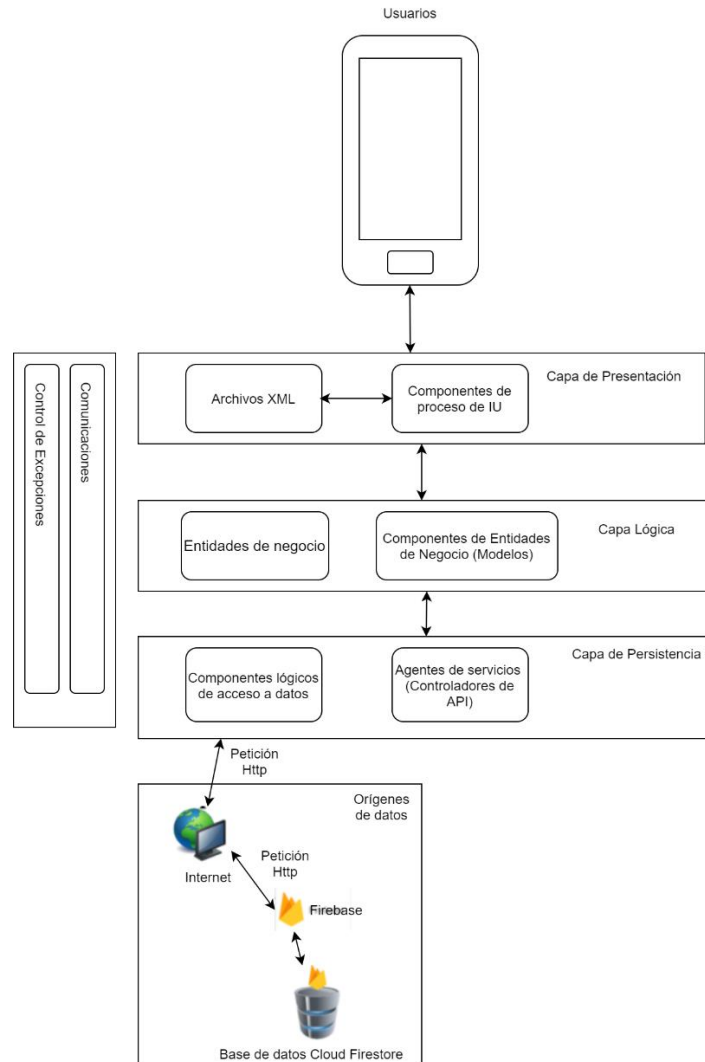 Usuarios
Control de Excepciones
Comunicaciones
Archivos XML
Componentes de
proceso de IU
Capa de Presentación
Entidades de negocio
Componentes de Entidades
de Negocio (Modelos)
Capa Lógica
Componentes lógicos
de acceso a datos
Agentes de servicios
(Controladores de
API)
Capa de Persistencia
Petición
Http
Orígenes
de datos
Internet
Petición
Http
Firebase
Base de datos Cloud Firestore